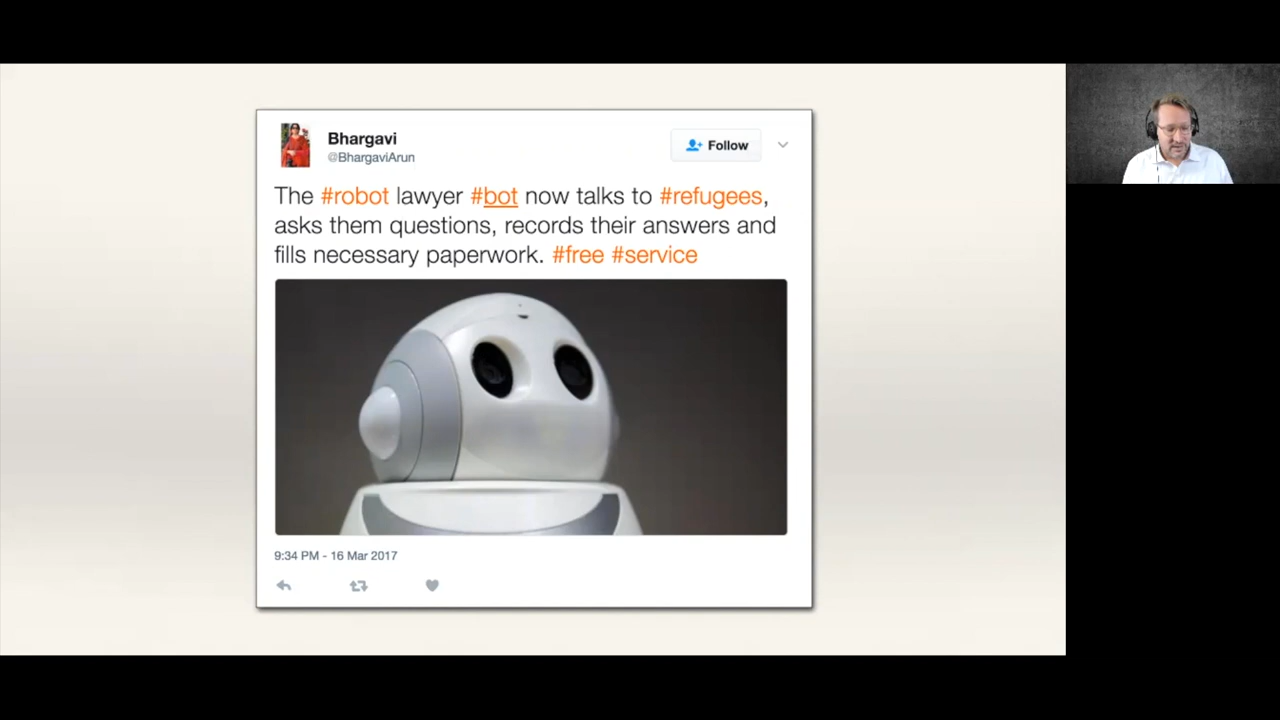 Bhargavi
@BhargaviArun
Follow
The #robot lawyer #bot now talks to #refugees,
asks them questions, records their answers and
fills necessary paperwork. #free #service
9:34 PM - 16 Mar 2017